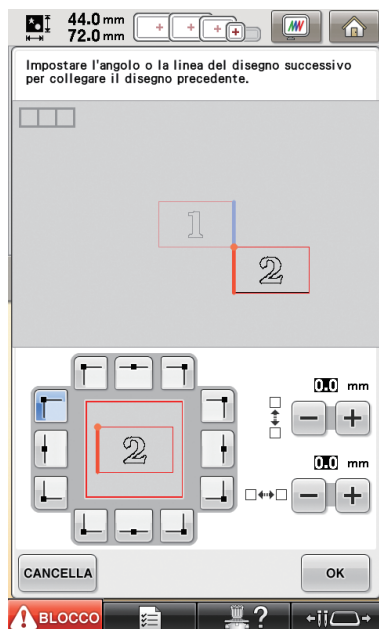 44.0 mm
72.0 mm
Impostare l'angolo o la linea del disegno successivo
per collegare il disegno precedente.
1
2
2
0.0 mm
0.0 mm
CANCELLA
OK
BLOCCO
?